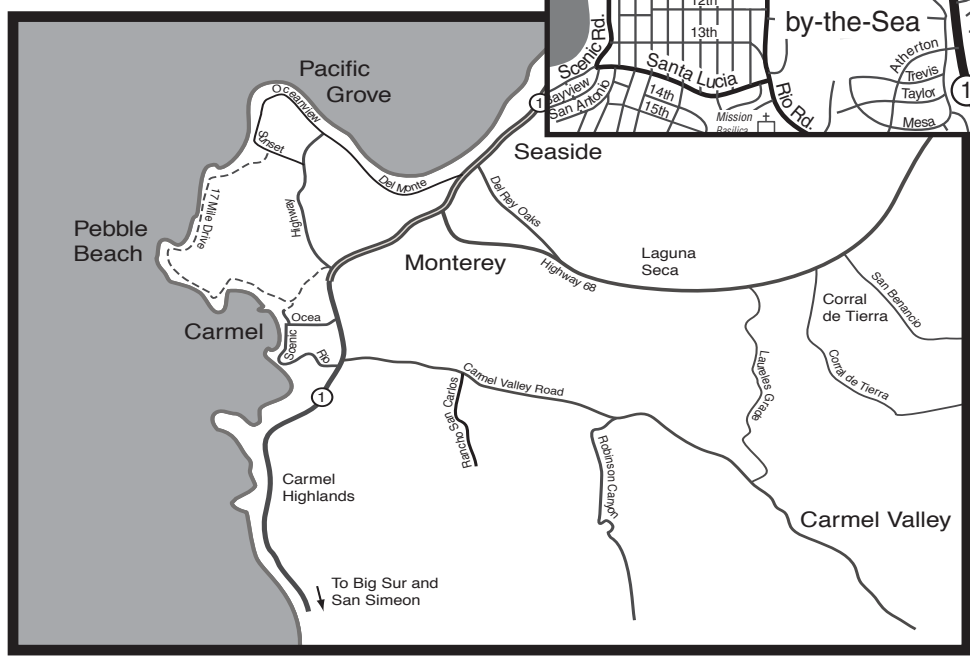 12th
13th
by-the-Sea
Scenic Rd.
Santa Lucia
Atherton
Trevis
Taylor
Mesa
1
Bayview
San Antonio
14th
15th
Mission
Basilica
Rio Rd.
Pacific
Grove
Oceanview
Sunset
Del Monte
1
Seaside
17 Mile Drive
Highway
Del Rey Oaks
Pebble
Beach
Monterey
Highway 68
Laguna
Seca
San Benancio
Corral
de Tierra
Corral de Tierra
Carmel
Ocea
Scenic
Rio
Carmel Valley Road
Rancho San Carlos
Laureles Grade
1
Robinson Canyon
Carmel
Highlands
Carmel Valley
To Big Sur and
San Simeon